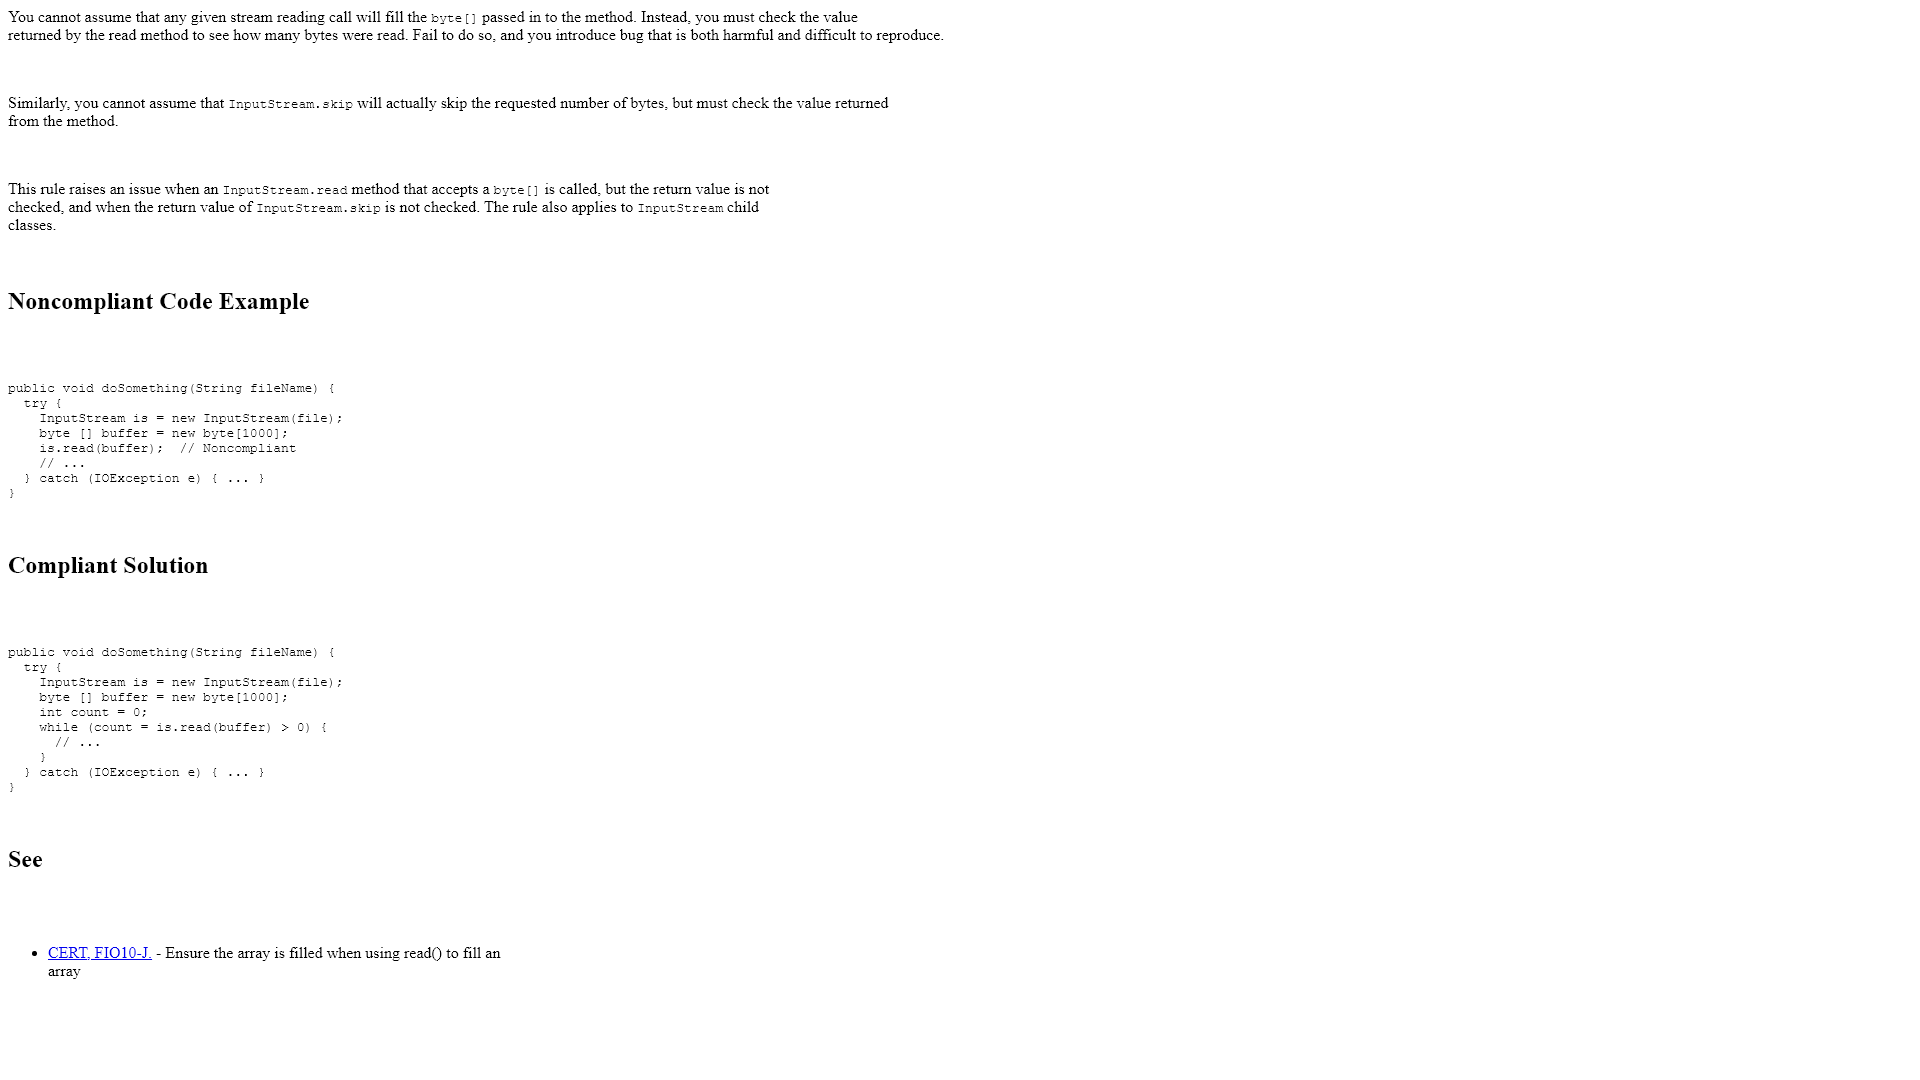 You cannot assume that any given stream reading call will fill the byte[] passed in to the method. Instead, you must check the value
returned by the read method to see how many bytes were read. Fail to do so, and you introduce bug that is both harmful and difficult to reproduce.
Similarly, you cannot assume that InputStream.skip will actually skip the requested number of bytes, but must check the value returned
from the method.
This rule raises an issue when an InputStream.read method that accepts a byte[] is called, but the return value is not
checked, and when the return value of InputStream.skip is not checked. The rule also applies to InputStream child
classes.
Noncompliant Code Example
public void doSomething(String fileName) {
  try {
    InputStream is = new InputStream(file);
    byte [] buffer = new byte[1000];
    is.read(buffer);  // Noncompliant
    // ...
  } catch (IOException e) { ... }
}
Compliant Solution
public void doSomething(String fileName) {
  try {
    InputStream is = new InputStream(file);
    byte [] buffer = new byte[1000];
    int count = 0;
    while (count = is.read(buffer) > 0) {
      // ...
    }
  } catch (IOException e) { ... }
}
See
• CERT, FIO10-J. - Ensure the array is filled when using read() to fill an
array